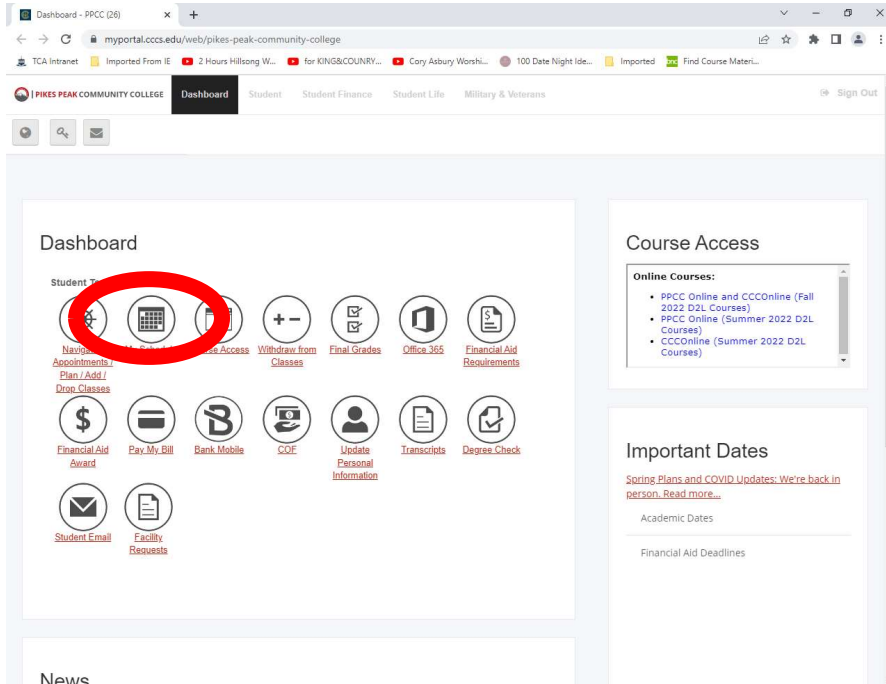 Dashboard - PPCC (26)
myportal.cccs.edu/web/pikes-peak-community-college
TCA Intranet Imported From IE 2 Hours Hillsong W... for KING&COUNRY... Cory Asbury Worshi... 100 Date Night Ide... Imported bnc Find Course Materi...
PIKES PEAK COMMUNITY COLLEGE Dashboard Student Student Finance Student Life Military & Veterans Sign Out
Dashboard
Student
Withdraw from
Classes
Final Grades
Office 365
Financial Aid
Requirements
Appointments /
Plan / Add /
Drop Classes
Financial Aid
Award
Pay My Bill
Bank Mobile
COF
Update
Personal
Information
Transcripts
Degree Check
Student Email
Facility
Requests
Course Access
Online Courses:
• PPCC Online and CCCOnline (Fall
2022 D2L Courses)
• PPCC Online (Summer 2022 D2L
Courses)
• CCCOnline (Summer 2022 D2L
Courses)
Important Dates
Spring Plans and COVID Updates: We're back in
person. Read more...
Academic Dates
Financial Aid Deadlines
News